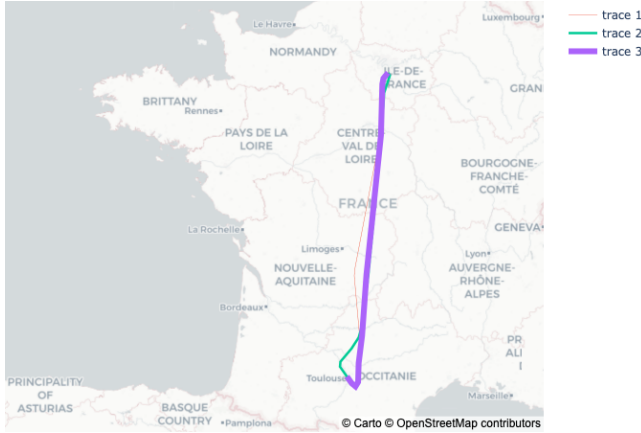 Le Havre
Luxembourg
trace 1
trace 2
trace 3
NORMANDY
ILE-DE-
FRANCE
GRAN
BRITTANY
Rennes
PAYS DE LA
LOIRE
CENTRE
VAL DE
LOIRE
BOURGOGNE-
FRANCHE-
COMTÉ
FRANCE
La Rochelle
GENEVA
Limoges
Lyon
NOUVELLE-
AQUITAINE
AUVERGNE-
RHÔNE-
ALPES
Bordeaux
PR
ALI
I
PRINCIPALITY
OF
ASTURIAS
Toulouse
OCCITANIE
BASQUE
COUNTRY
Pamplona
Marseille
© Carto © OpenStreetMap contributors